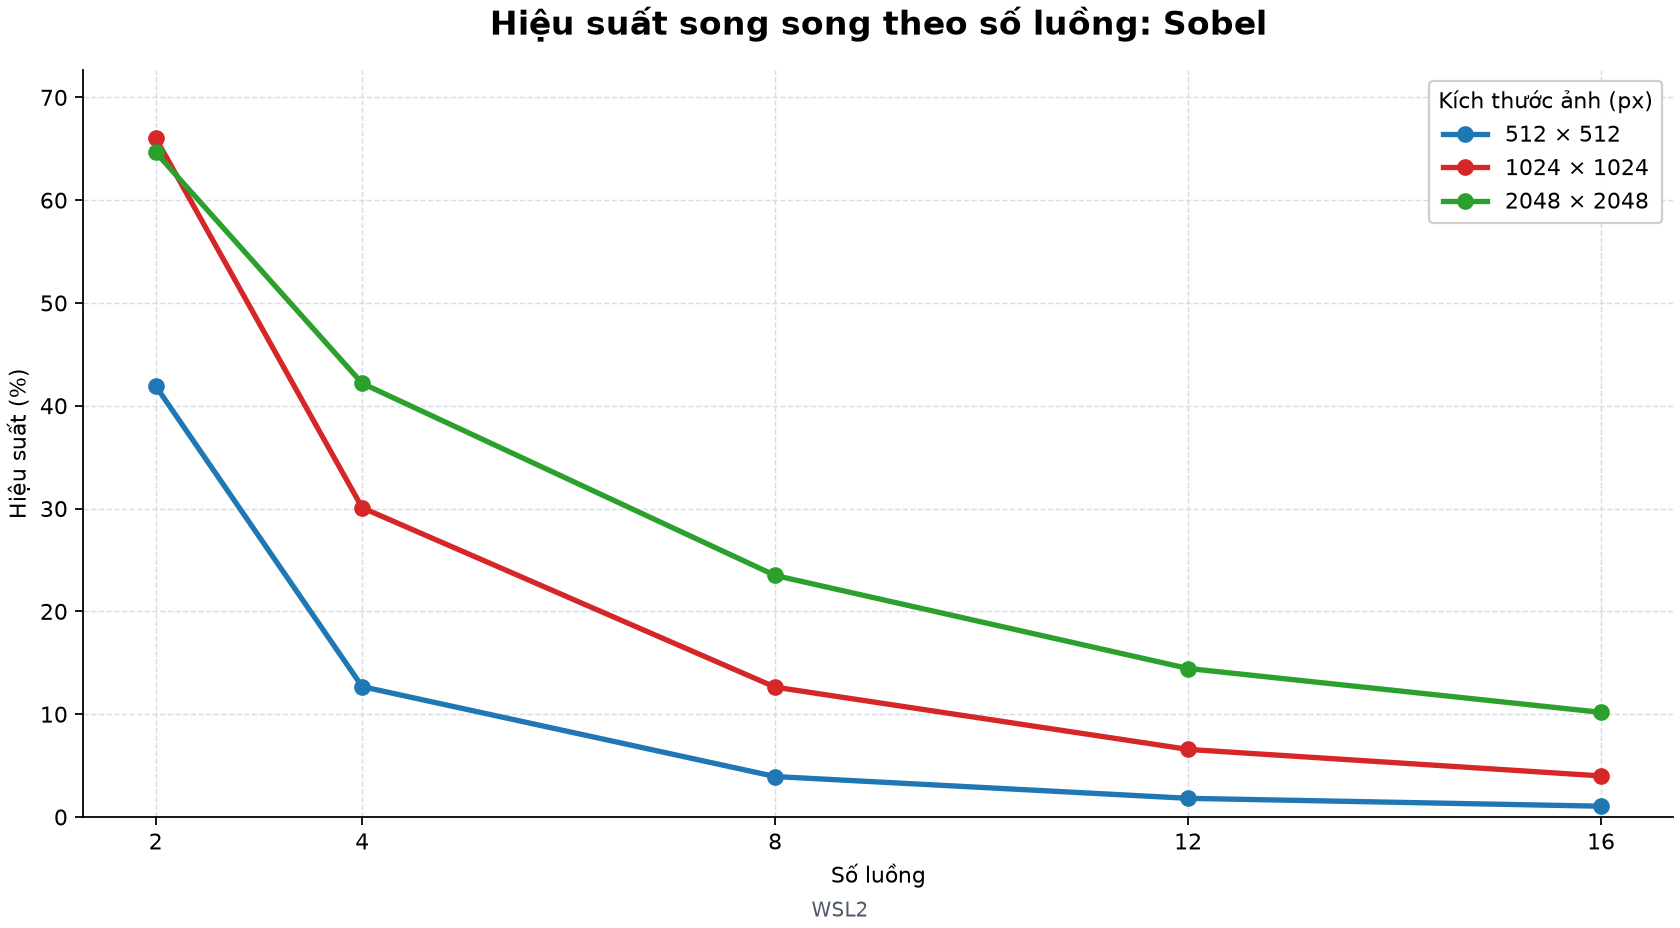 Hiệu suất song song theo số luồng: Sobel
Hiệu suất (%)
70
60
50
40
30
20
10
0
Kích thước ảnh (px)
512 × 512
1024 × 1024
2048 × 2048
2 4 8 12 16
Số luồng
WSL2